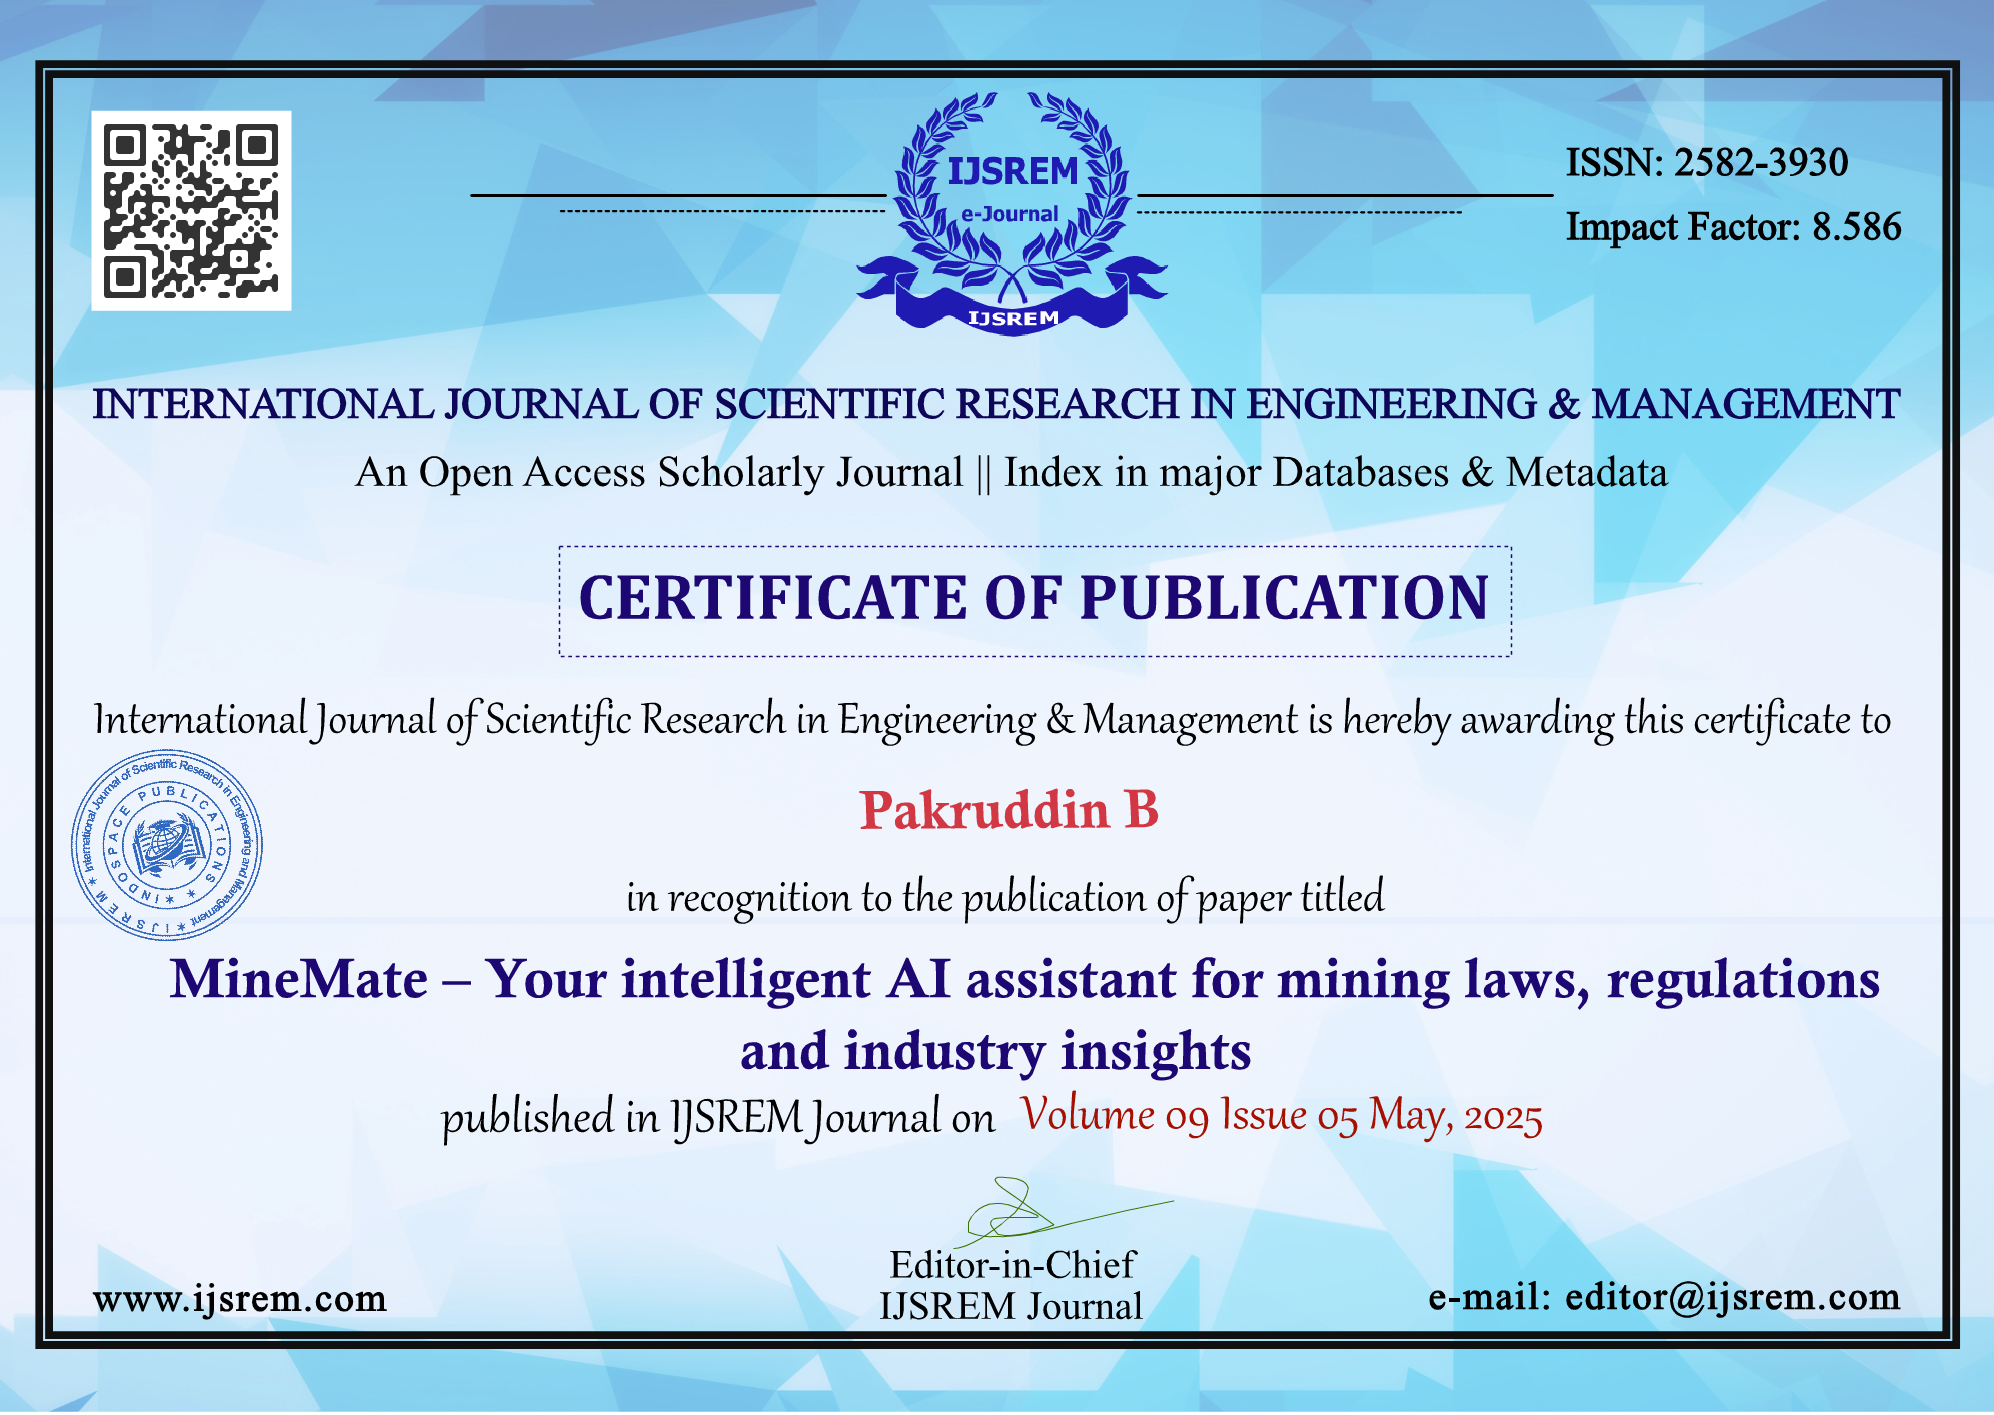 IJSREM
e-Journal
IJSREM
ISSN: 2582-3930
Impact Factor: 8.586
INTERNATIONAL JOURNAL OF SCIENTIFIC RESEARCH IN ENGINEERING & MANAGEMENT
An Open Access Scholarly Journal || Index in major Databases & Metadata
CERTIFICATE OF PUBLICATION
International Journal of Scientific Research in Engineering & Management is hereby awarding this certificate to
International Journal of Scientific Research in Engineering and Management
IJSREM
INDOSPACE PUBLICATIONS
Pakruddin B
in recognition to the publication of paper titled
MineMate – Your intelligent AI assistant for mining laws, regulations
and industry insights
published in IJSREM Journal on Volume 09 Issue 05 May, 2025
Editor-in-Chief
IJSREM Journal
www.ijsrem.com
e-mail: editor@ijsrem.com